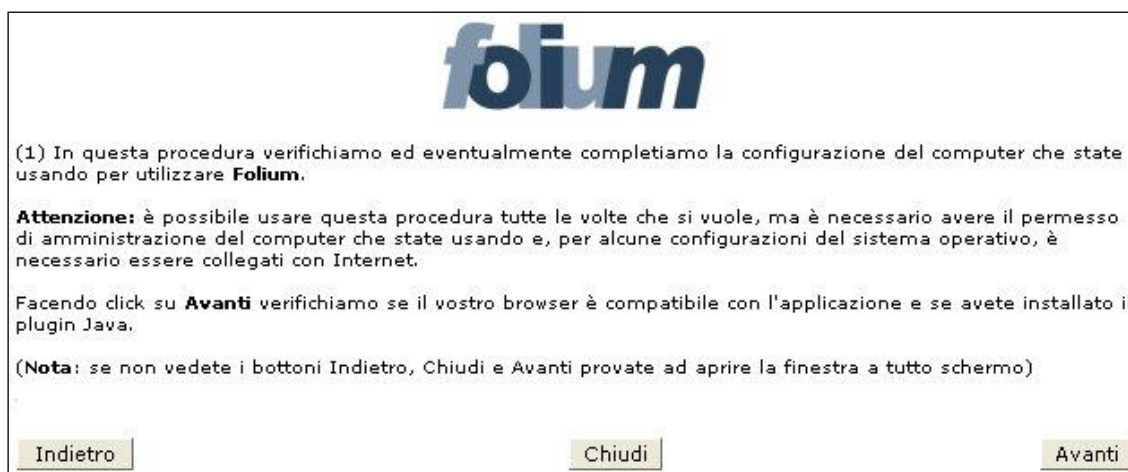 folium
(1) In questa procedura verifichiamo ed eventualmente completiamo la configurazione del computer che state
usando per utilizzare Folium.
Attenzione: è possibile usare questa procedura tutte le volte che si vuole, ma è necessario avere il permesso
di amministrazione del computer che state usando e, per alcune configurazioni del sistema operativo, è
necessario essere collegati con Internet.
Facendo click su Avanti verifichiamo se il vostro browser è compatibile con l'applicazione e se avete installato i
plugin Java.
(Nota: se non vedete i bottoni Indietro, Chiudi e Avanti provate ad aprire la finestra a tutto schermo)
Indietro Chiudi Avanti